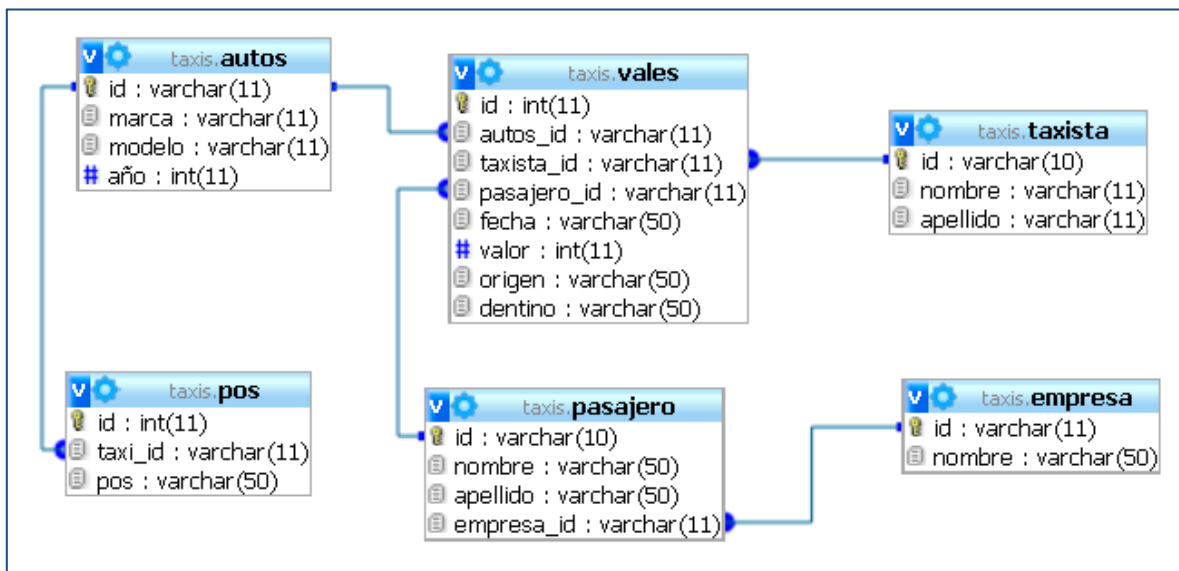 v taxis.autos
id : varchar(11)
marca : varchar(11)
modelo : varchar(11)
# año : int(11)
v taxis.vales
id : int(11)
autos_id : varchar(11)
taxista_id : varchar(11)
pasajero_id : varchar(11)
fecha : varchar(50)
# valor : int(11)
origen : varchar(50)
dentino : varchar(50)
v taxis.taxista
id : varchar(10)
nombre : varchar(11)
apellido : varchar(11)
v taxis.pos
id : int(11)
taxi_id : varchar(11)
pos : varchar(50)
v taxis.pasajero
id : varchar(10)
nombre : varchar(50)
apellido : varchar(50)
empresa_id : varchar(11)
v taxis.empresa
id : varchar(11)
nombre : varchar(50)